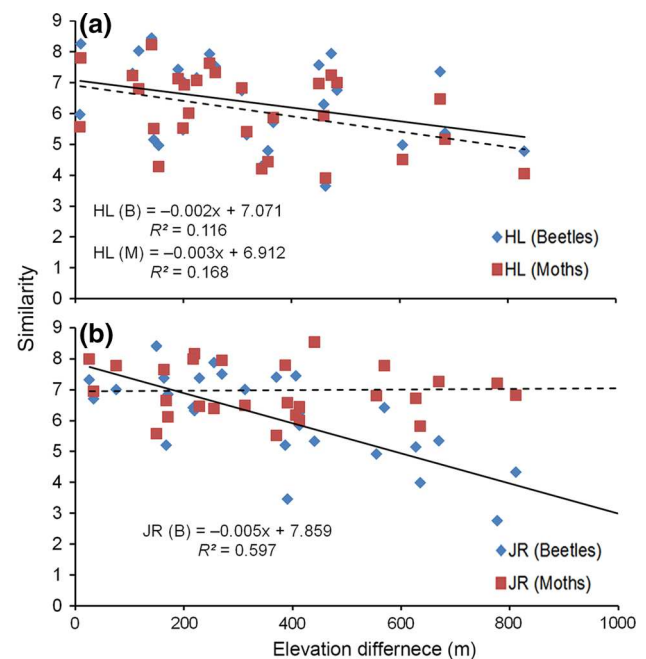 (a)
9
8
7
6
5
4
3
2
1
0
HL (B) = –0.002x + 7.071
R² = 0.116
HL (M) = –0.003x + 6.912
R² = 0.168
HL (Beetles)
HL (Moths)
Similarity
(b)
9
8
7
6
5
4
3
2
1
0
JR (B) = –0.005x + 7.859
R² = 0.597
JR (Beetles)
JR (Moths)
0 200 400 600 800 1000
Elevation differnece (m)